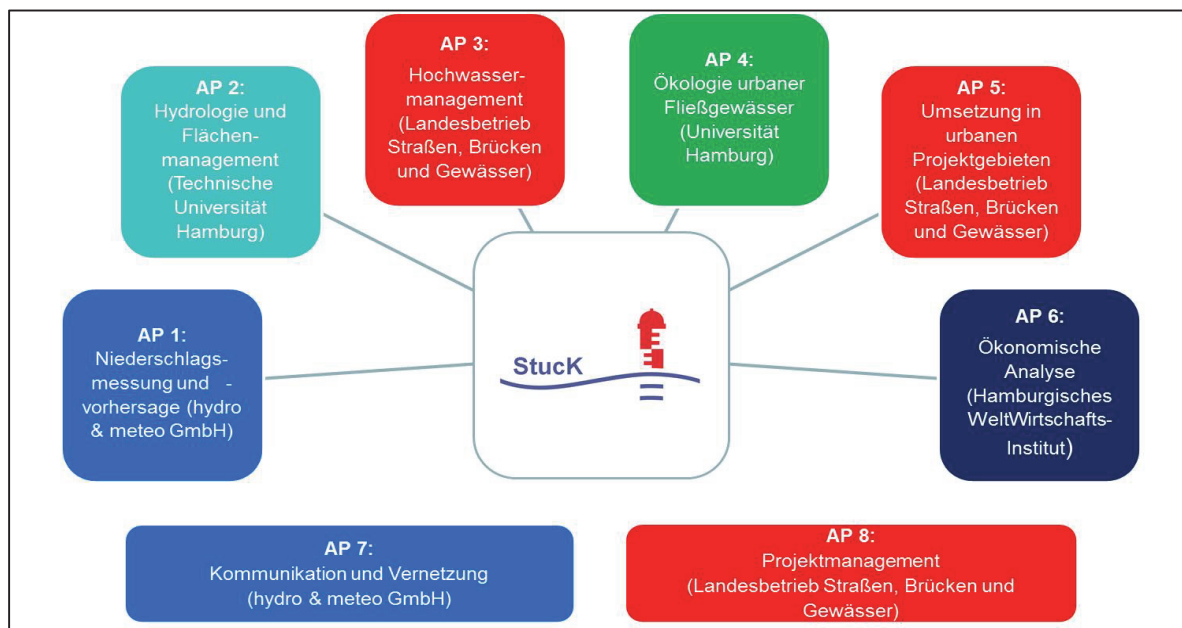 AP 1:
Niederschlags-
messung und -
vorhersage (hydro
& meteo GmbH)
AP 2:
Hydrologie und
Flächen-
management
(Technische
Universität
Hamburg)
AP 3:
Hochwasser-
management
(Landesbetrieb
Straßen, Brücken
und Gewässer)
AP 4:
Ökologie urbaner
Fließgewässer
(Universität
Hamburg)
AP 5:
Umsetzung in
urbanen
Projektgebieten
(Landesbetrieb
Straßen, Brücken
und Gewässer)
AP 6:
Ökonomische
Analyse
(Hamburgisches
WeltWirtschafts-
Institut)
StucK
AP 7:
Kommunikation und Vernetzung
(hydro & meteo GmbH)
AP 8:
Projektmanagement
(Landesbetrieb Straßen, Brücken und
Gewässer)